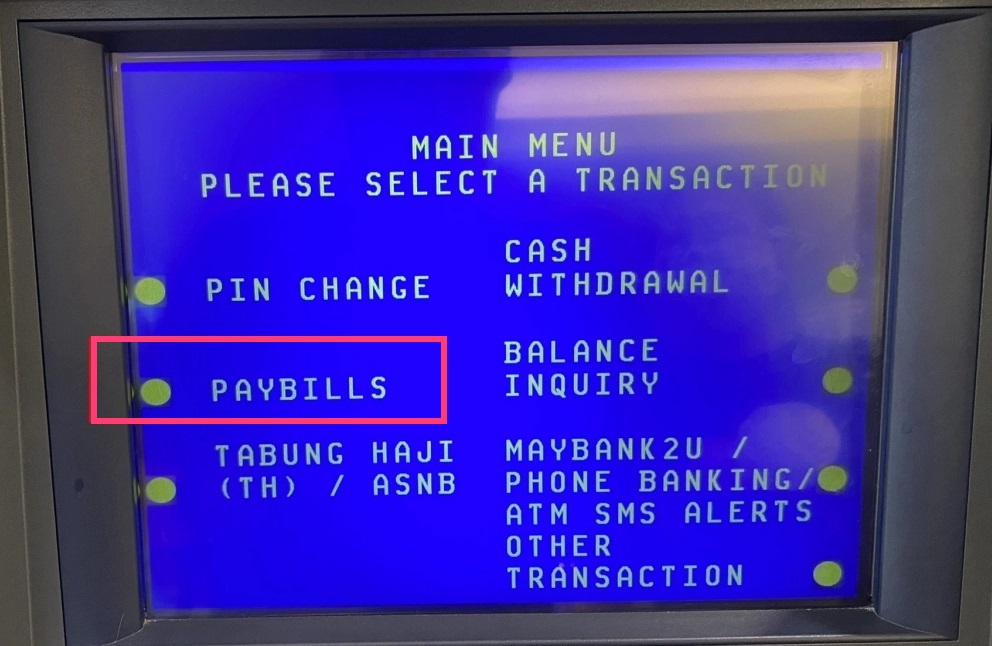 MAIN MENU
PLEASE SELECT A TRANSACTION
PIN CHANGE
CASH
WITHDRAWAL
PAYBILLS
BALANCE
INQUIRY
TABUNG HAJI
(TH) / ASNB
MAYBANK2U /
PHONE BANKING/
ATM SMS ALERTS
OTHER
TRANSACTION